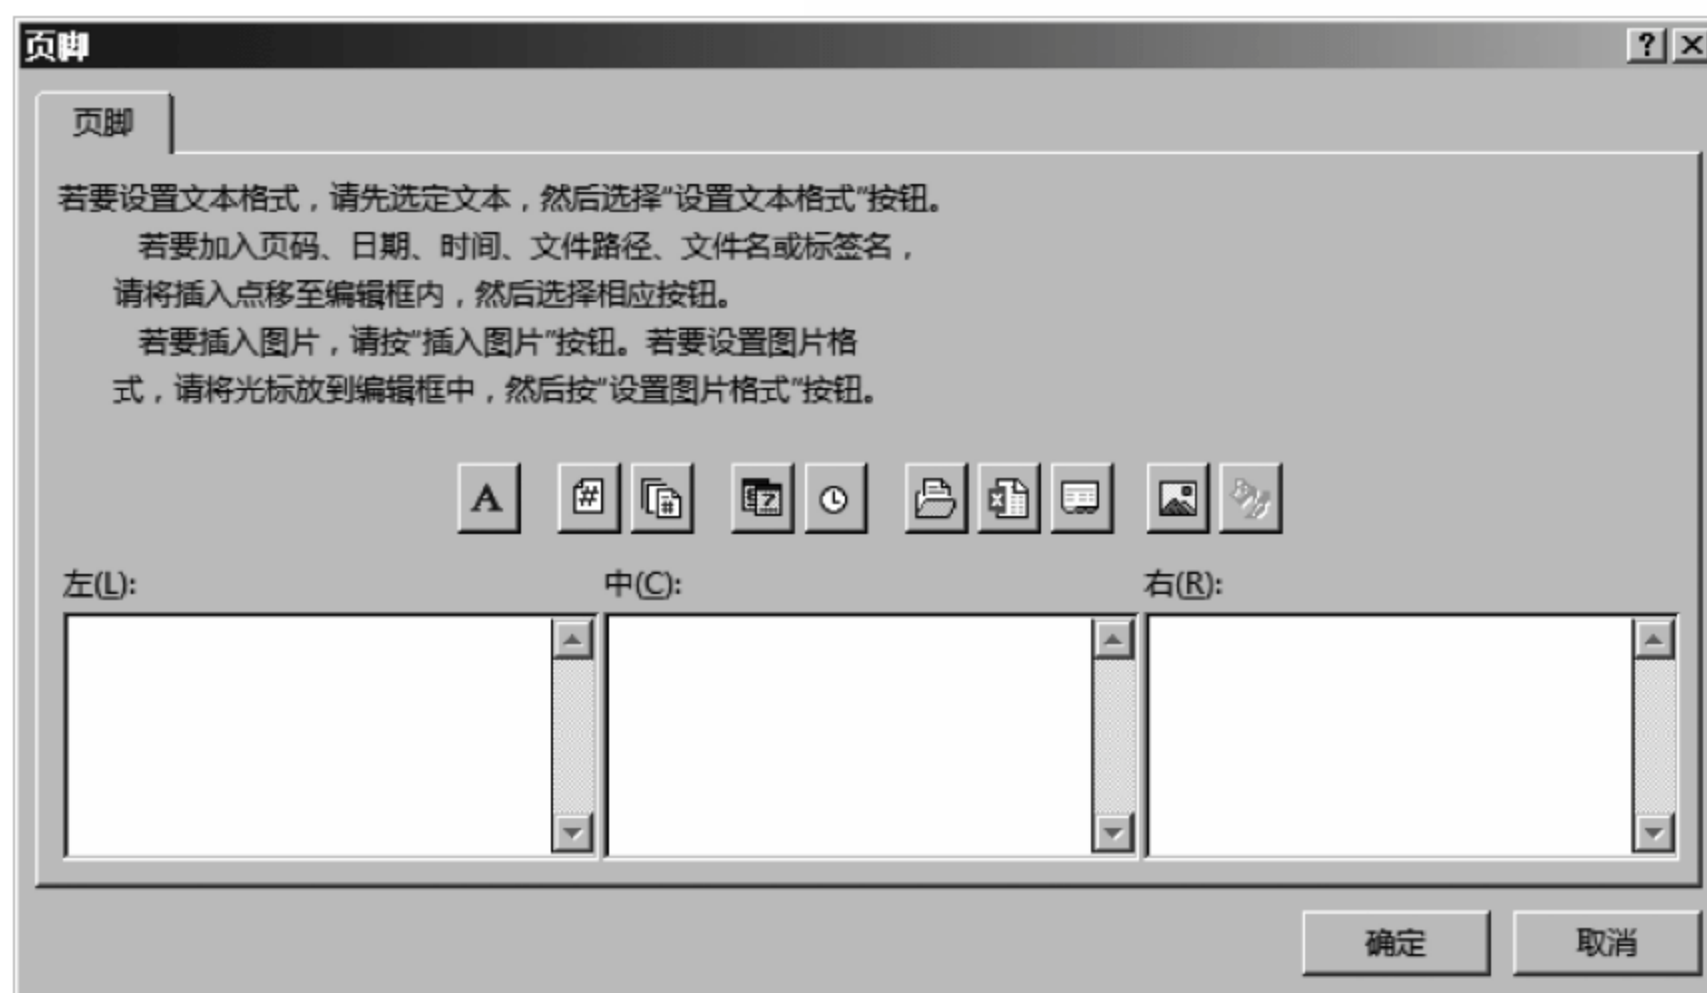 页脚
页脚
若要设置文本格式，请先选定文本，然后选择"设置文本格式"按钮。
若要加入页码、日期、时间、文件路径、文件名或标签名，
请将插入点移至编辑框内，然后选择相应按钮。
若要插入图片，请按"插入图片"按钮。若要设置图片格
式，请将光标放到编辑框中，然后按"设置图片格式"按钮。
A
左(L):
中(C):
右(R):
确定
取消